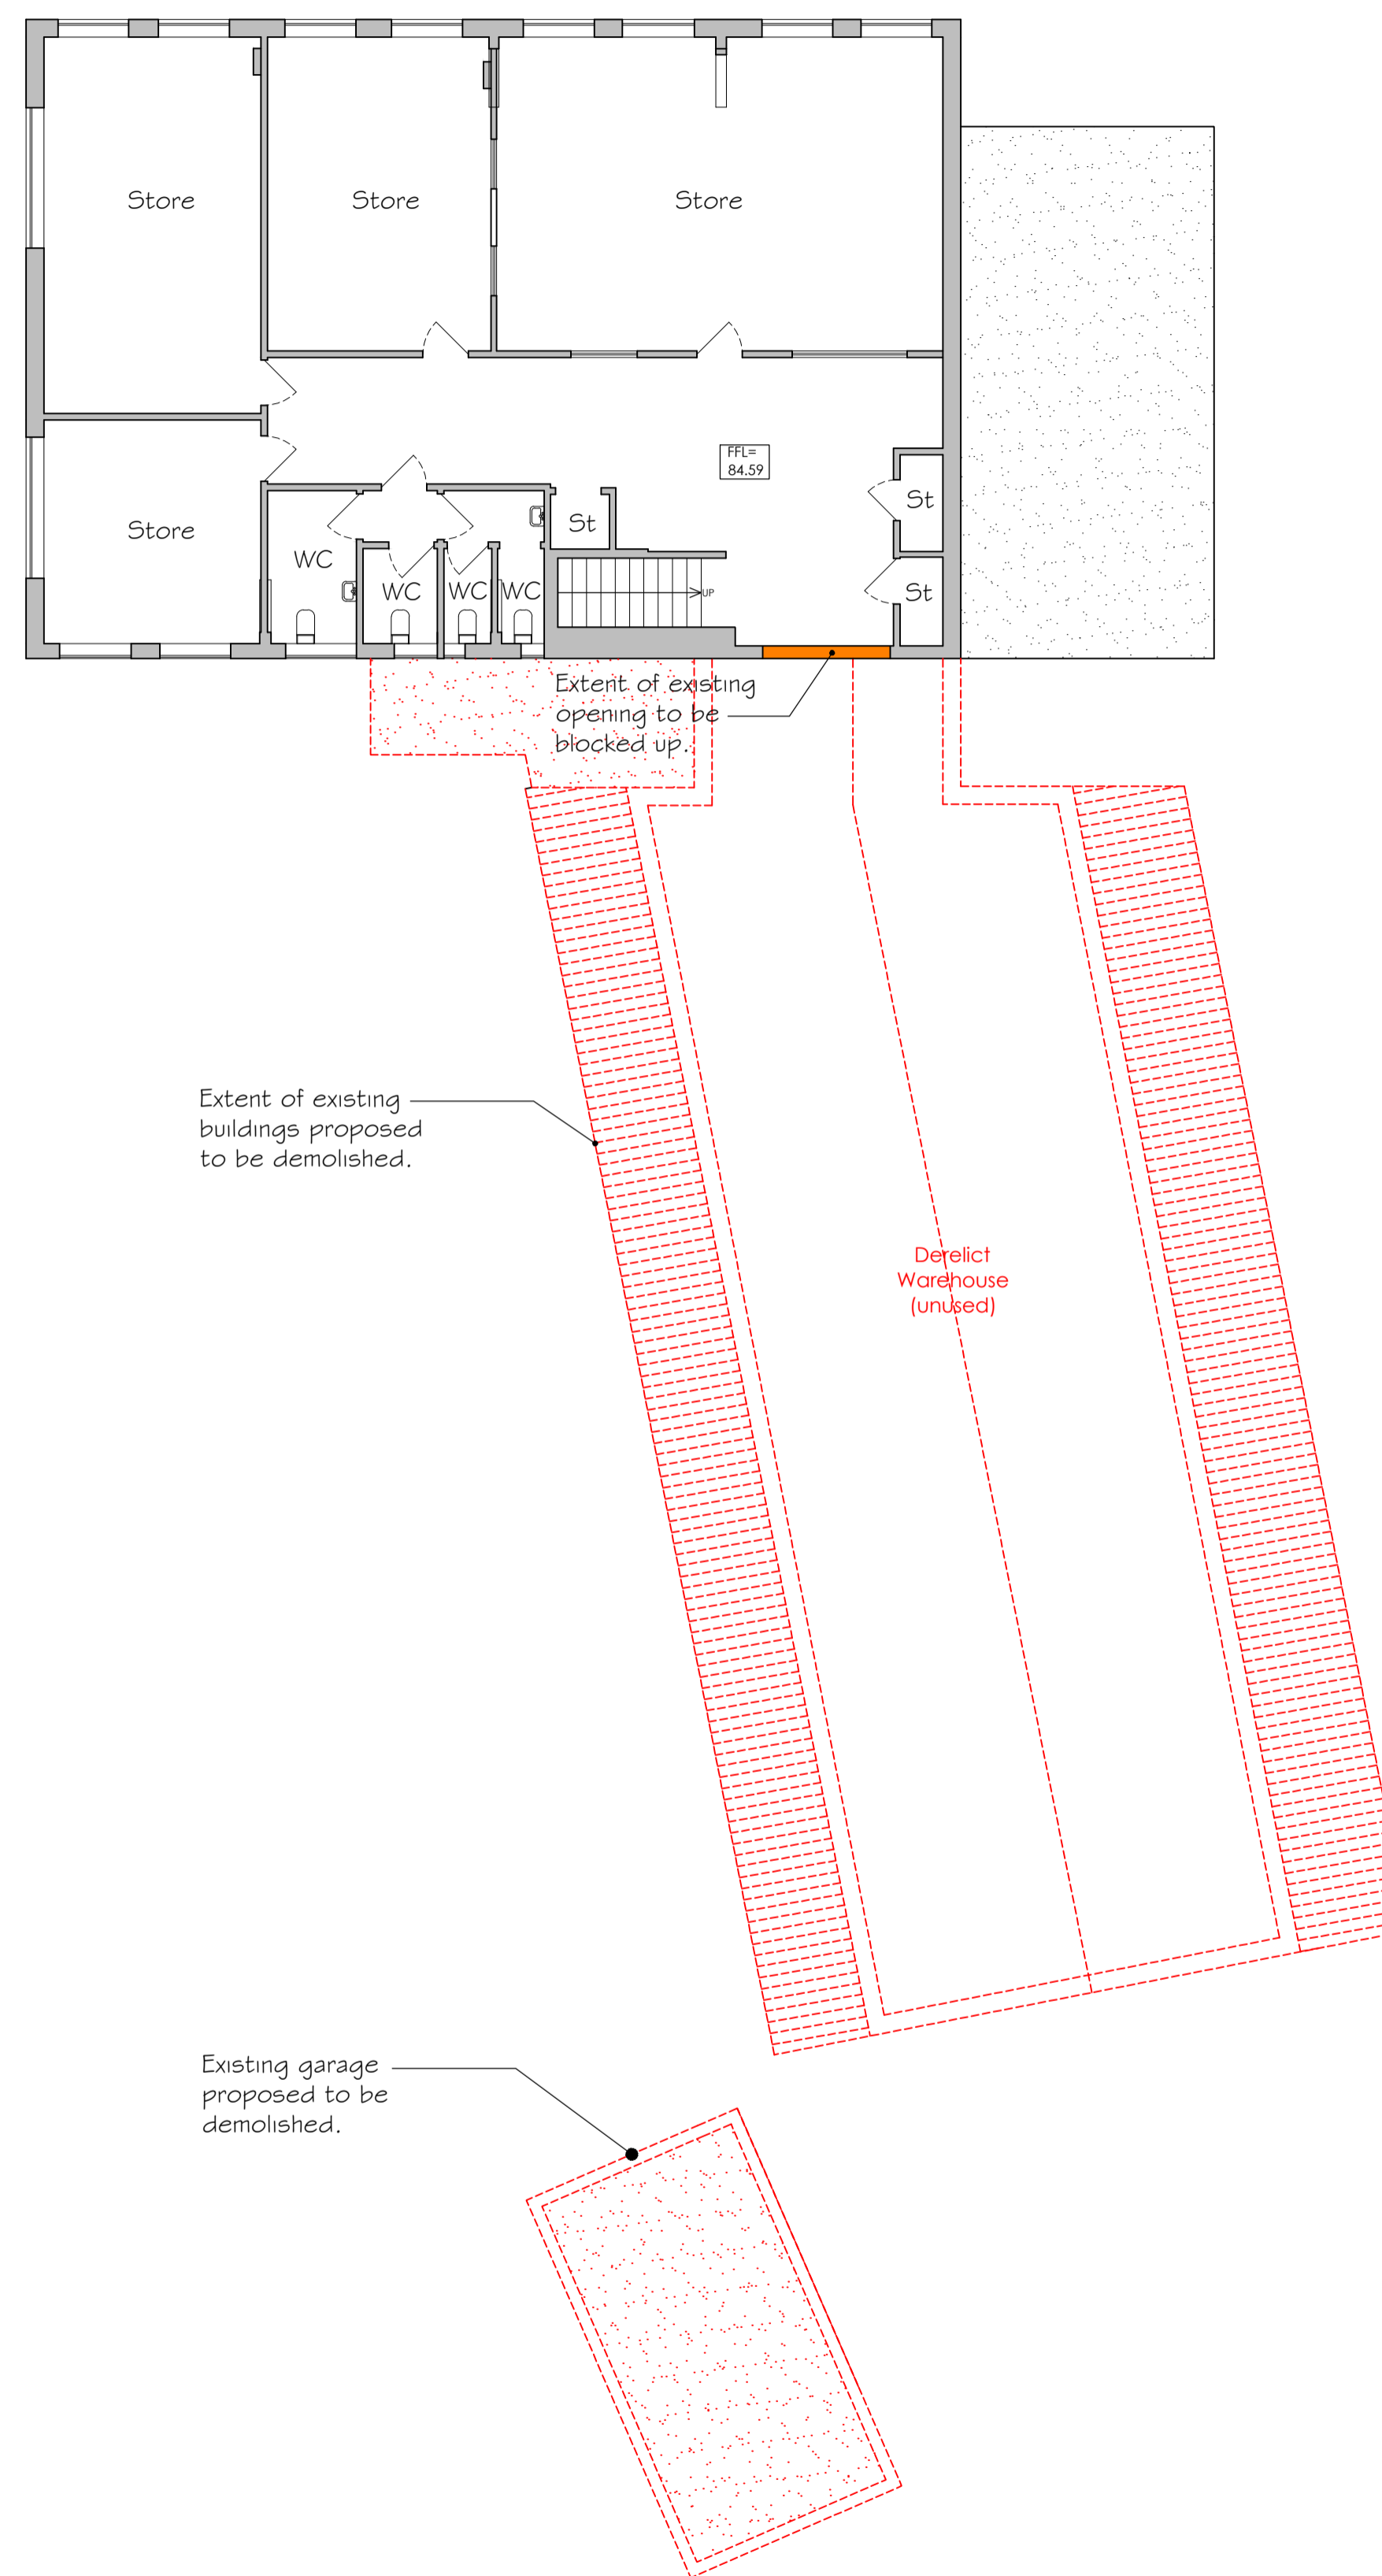 Store
Store
Store
FFL=
84.59
St
St
Store
WC
WC
WC
WC
St
UP
Extent of existing
opening to be
blocked up.
Extent of existing
buildings proposed
to be demolished.
Derelict
Warehouse
(unused)
Existing garage
proposed to be
demolished.